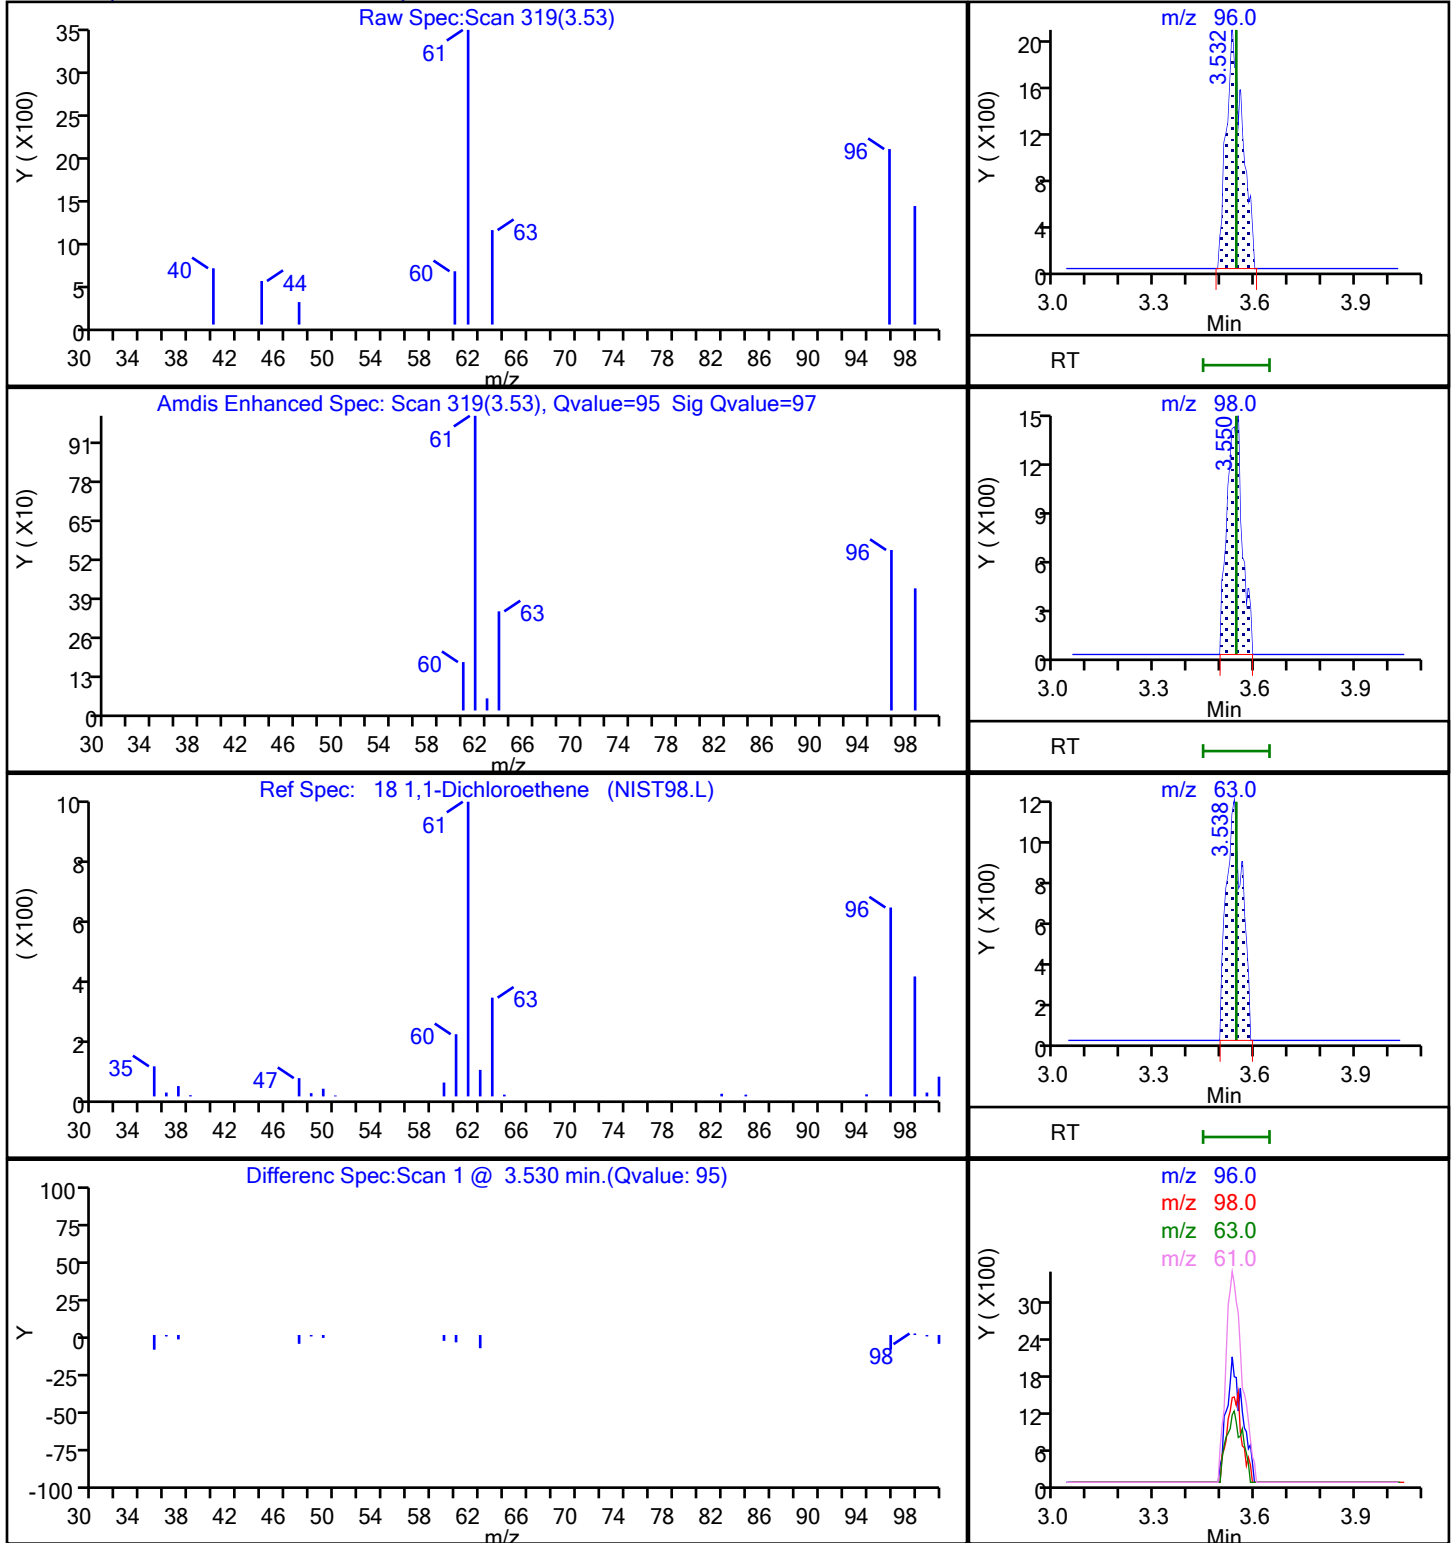 Raw Spec:Scan 319(3.53)
35
30
25
20
15
10
5
0
Y ( X100)
61
96
63
60
40
44
30 34 38 42 46 50 54 58 62 66 70 74 78 82 86 90 94 98
m/z
m/z 96.0
20
16
12
8
4
0
Y ( X100)
3.532
3.0 3.3 3.6 3.9
Min
RT
Amdis Enhanced Spec: Scan 319(3.53), Qvalue=95 Sig Qvalue=97
91
78
65
52
39
26
13
0
Y ( X10)
61
96
63
60
30 34 38 42 46 50 54 58 62 66 70 74 78 82 86 90 94 98
m/z
m/z 98.0
15
12
9
6
3
0
Y ( X100)
3.550
3.0 3.3 3.6 3.9
Min
RT
Ref Spec: 18 1,1-Dichloroethene (NIST98.L)
10
8
6
4
2
0
( X100)
61
96
63
60
35
47
30 34 38 42 46 50 54 58 62 66 70 74 78 82 86 90 94 98
m/z 63.0
12
10
8
6
4
2
0
Y ( X100)
3.538
3.0 3.3 3.6 3.9
Min
RT
Differenc Spec:Scan 1 @ 3.530 min.(Qvalue: 95)
100
75
50
25
0
-25
-50
-75
-100
Y
98
30 34 38 42 46 50 54 58 62 66 70 74 78 82 86 90 94 98
m/z
m/z 96.0
m/z 98.0
m/z 63.0
m/z 61.0
30
24
18
12
6
0
Y ( X100)
3.0 3.3 3.6 3.9
Min